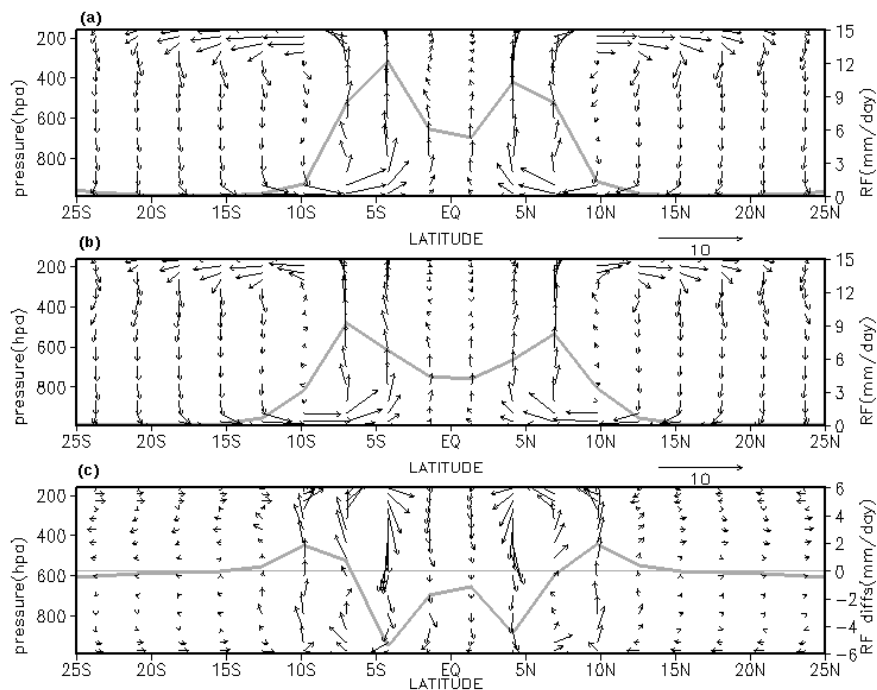 (a)
pressure(hpa)
200
400
600
800
15
12
9
6
3
0
RF(mm/day)
25S 20S 15S 10S 5S EQ 5N 10N 15N 20N 25N
LATITUDE
10
(b)
pressure(hpa)
200
400
600
800
15
12
9
6
3
0
RF(mm/day)
25S 20S 15S 10S 5S EQ 5N 10N 15N 20N 25N
LATITUDE
10
(c)
pressure(hpa)
200
400
600
800
6
4
2
0
-2
-4
-6
RF diffs(mm/day)
25S 20S 15S 10S 5S EQ 5N 10N 15N 20N 25N
LATITUDE